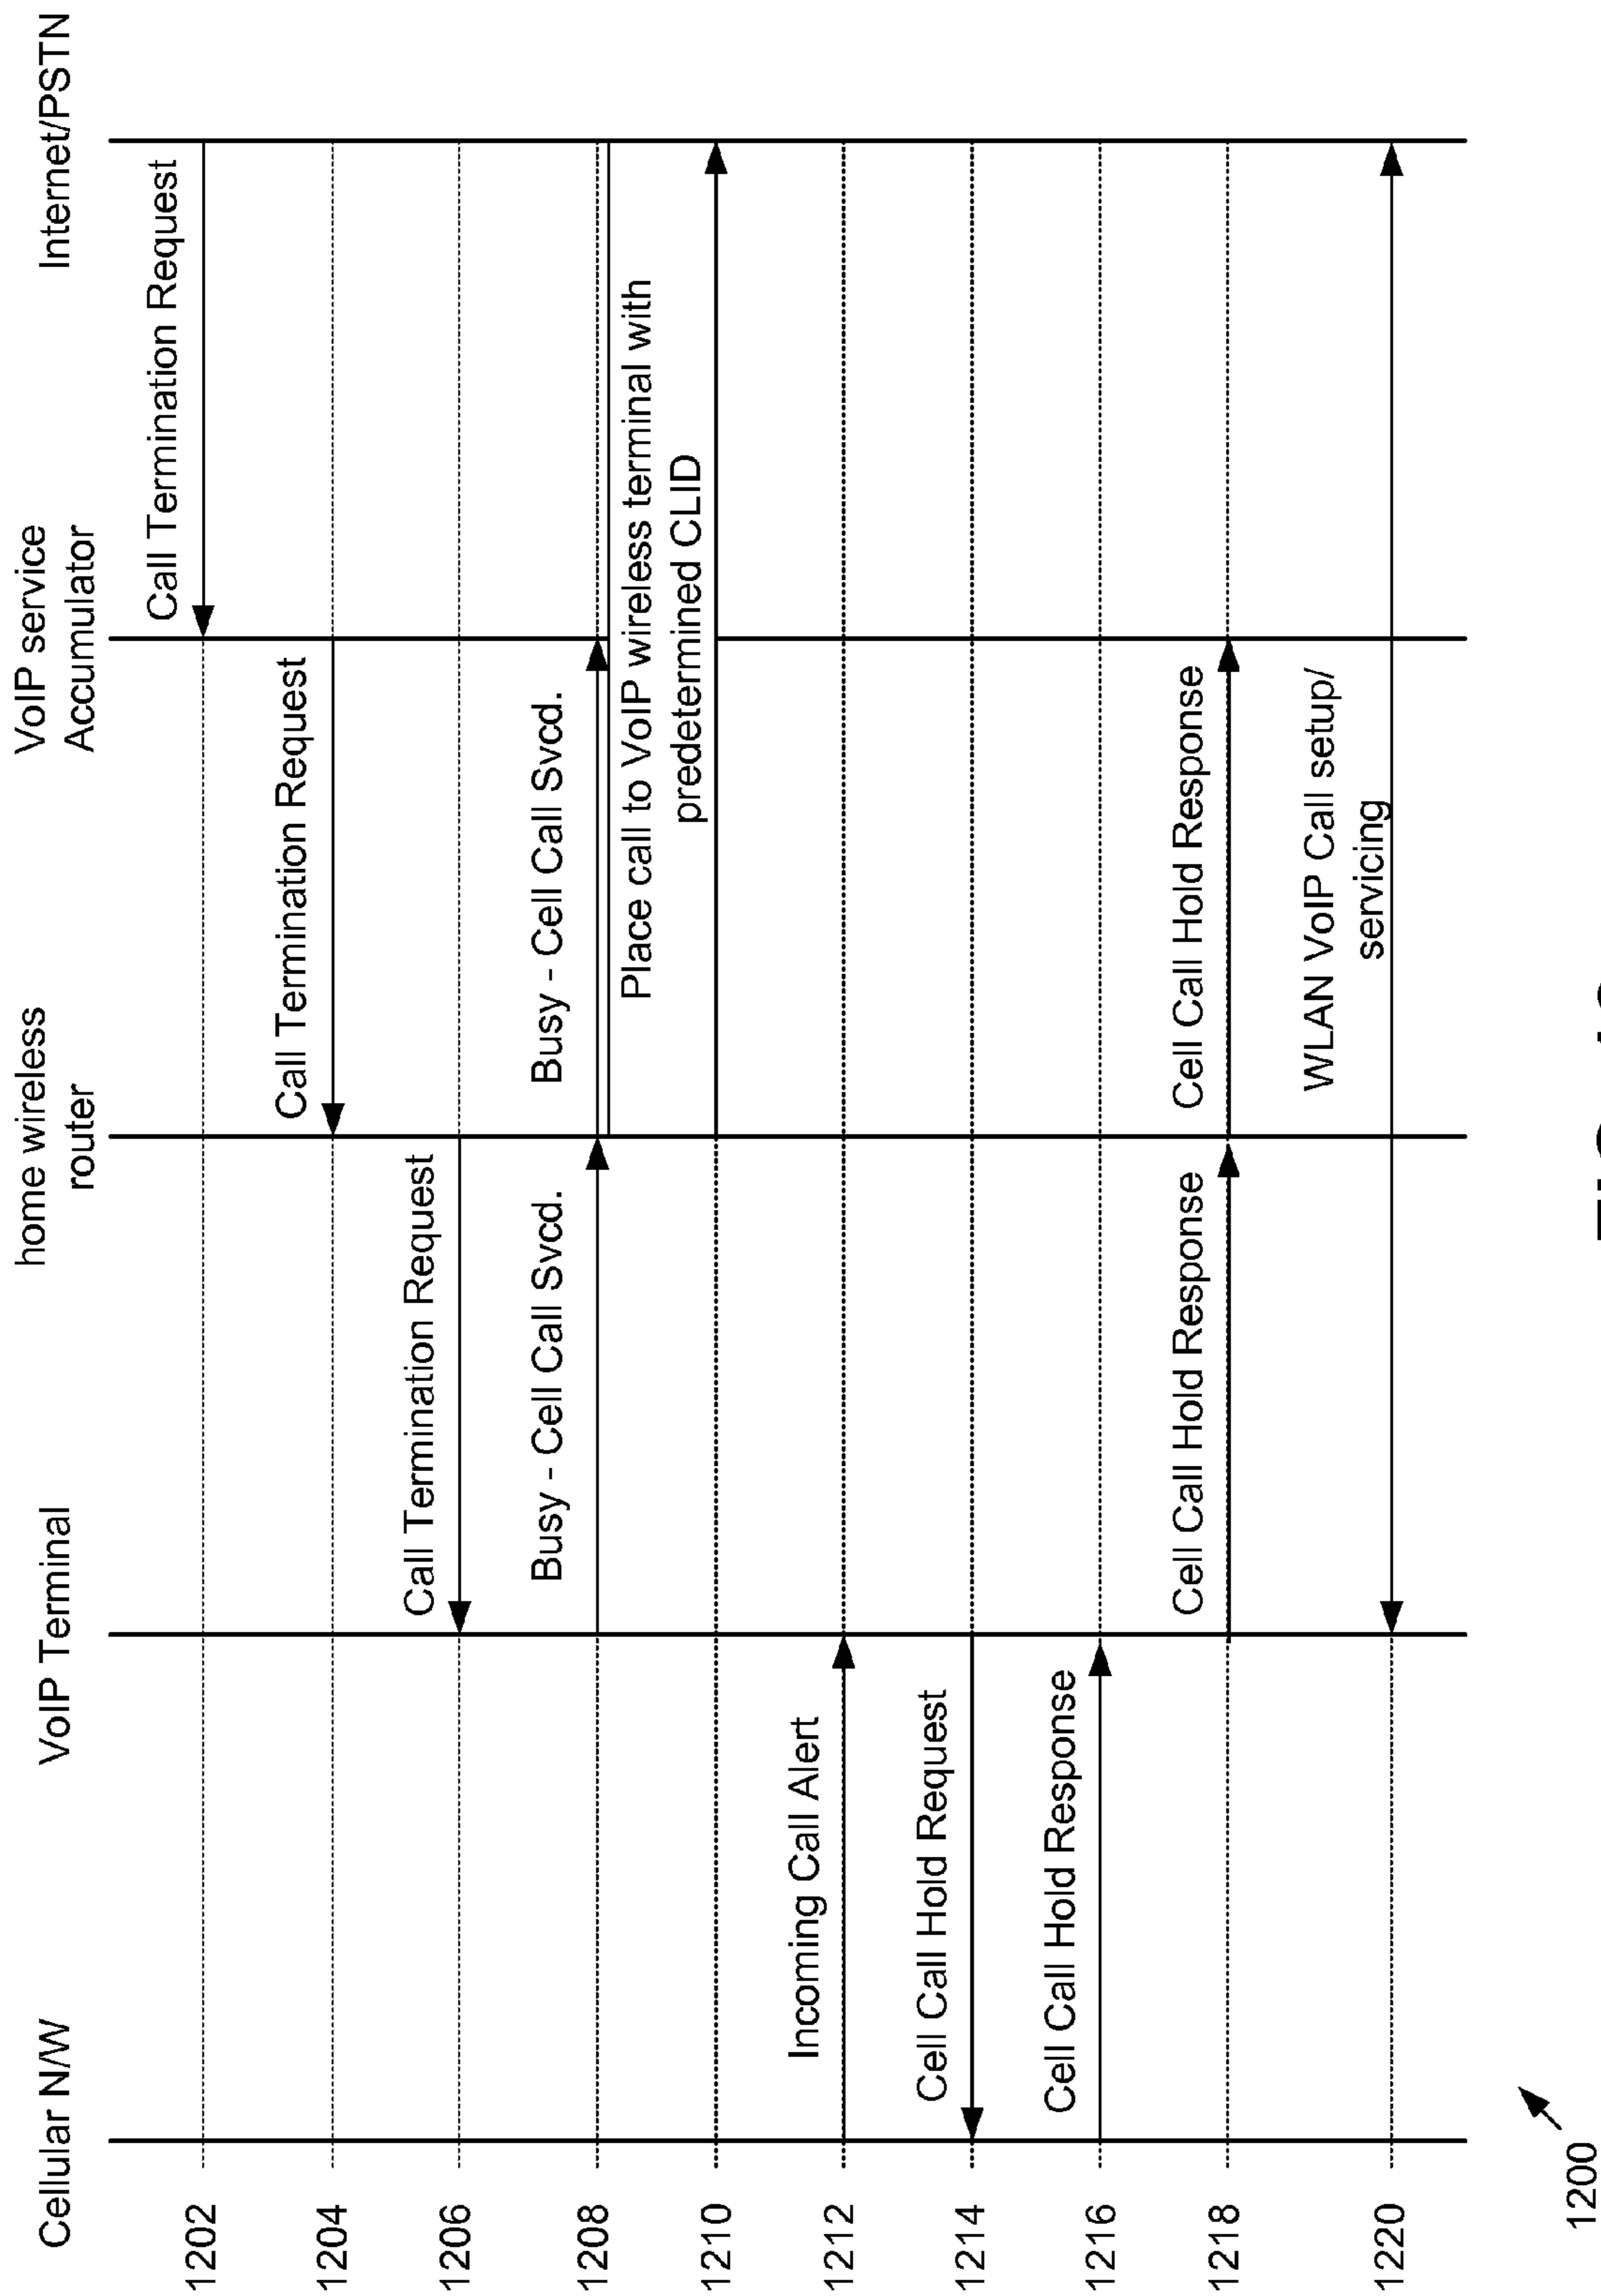 Cellular N/W
VoIP Terminal
home wireless
router
VoIP service
Accumulator
Internet/PSTN
1202
Call Termination Request
1204
Call Termination Request
1206
Call Termination Request
1208
Busy - Cell Call Svcd.
Busy - Cell Call Svcd.
Place call to VoIP wireless terminal with
predetermined CLID
1210
1212
Incoming Call Alert
1214
Cell Call Hold Request
1216
Cell Call Hold Response
1218
Cell Call Hold Response
Cell Call Hold Response
1220
WLAN VoIP Call setup/
servicing
1200